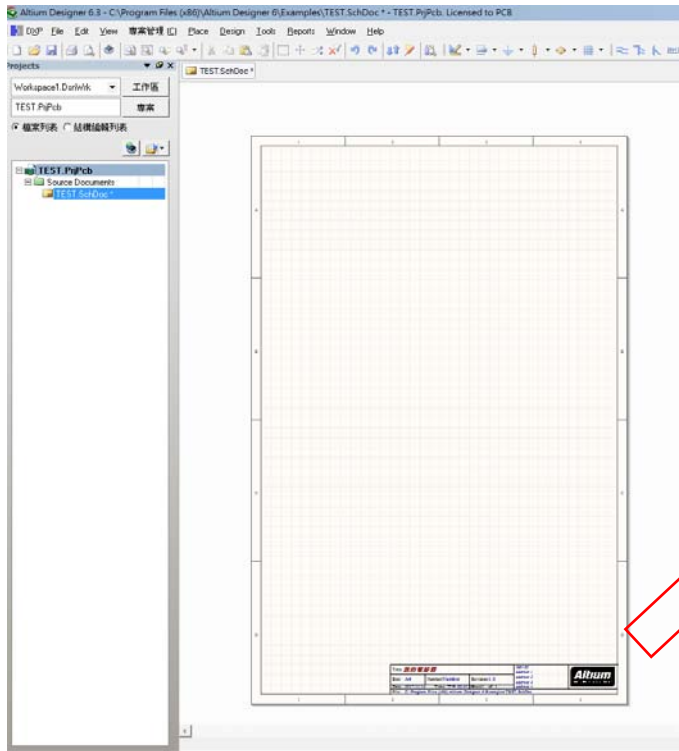 Altium Designer 6.3 - C:\Program Files (x86)\Altium Designer 6\Examples\TEST.SchDoc * - TEST.PrjPcb. Licensed to PCB
DXP File Edit View 專案管理 (C) Place Design Tools Reports Window Help
Projects
TEST.SchDoc *
Workspace1.DsnWrk 工作區
TEST.PrjPcb 專案
檔案列表 結構編輯列表
TEST.PrjPcb
Source Documents
TEST.SchDoc *
Altium